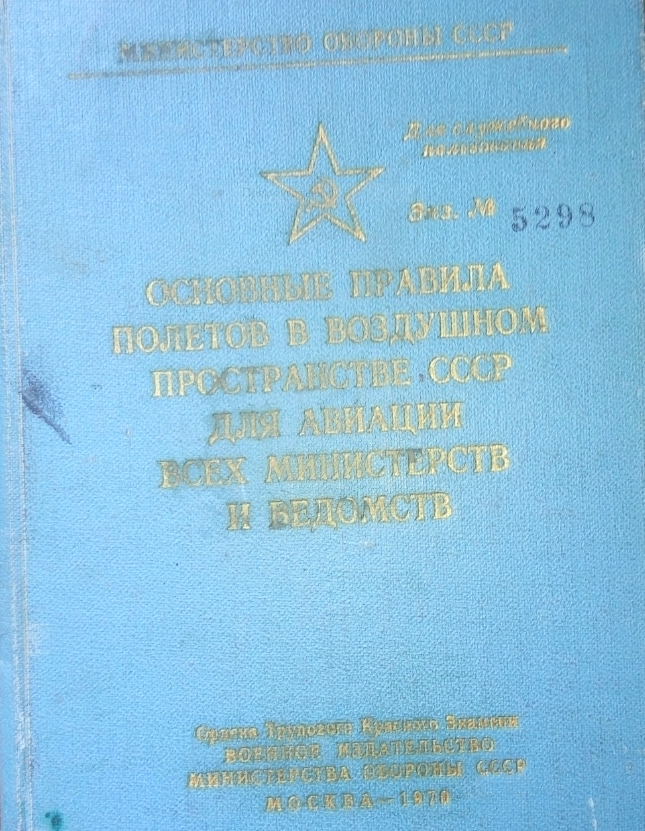 МИНИСТЕРСТВО ОБОРОНЫ СССР
Для служебного
пользования
Экз. № 5298
ОСНОВНЫЕ ПРАВИЛА
ПОЛЕТОВ В ВОЗДУШНОМ
ПРОСТРАНСТВЕ СССР
ДЛЯ АВИАЦИИ
ВСЕХ МИНИСТЕРСТВ
И ВЕДОМСТВ
Ордена Трудового Красного Знамени
ВОЕННОЕ ИЗДАТЕЛЬСТВО
МИНИСТЕРСТВА ОБОРОНЫ СССР
МОСКВА — 1970